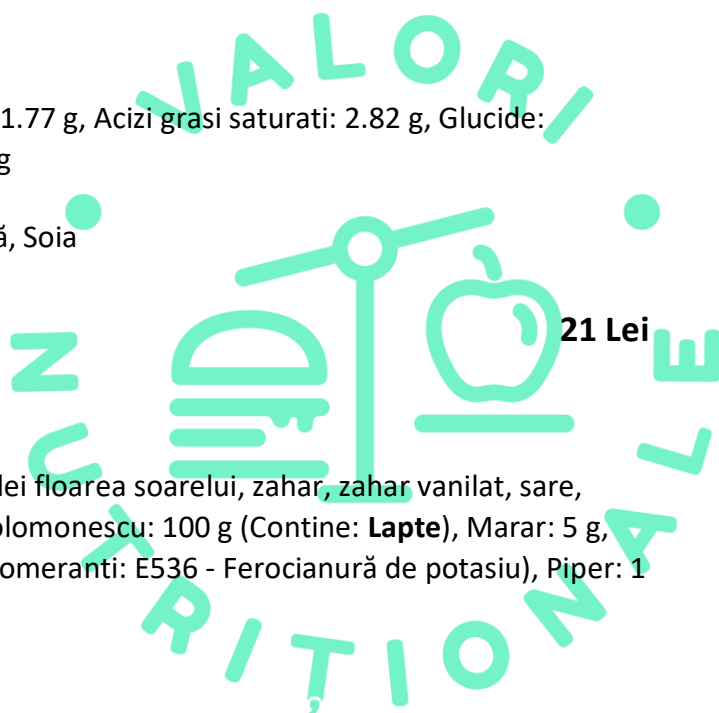 VALORI
1.77 g, Acizi grasi saturati: 2.82 g, Glucide:
g
ă, Soia
21 Lei
NUTRIȚIONALE
lei floarea soarelui, zahar, zahar vanilat, sare,
olomonescu: 100 g (Contine: Lapte), Marar: 5 g,
omeranti: E536 - Ferocianură de potasiu), Piper: 1